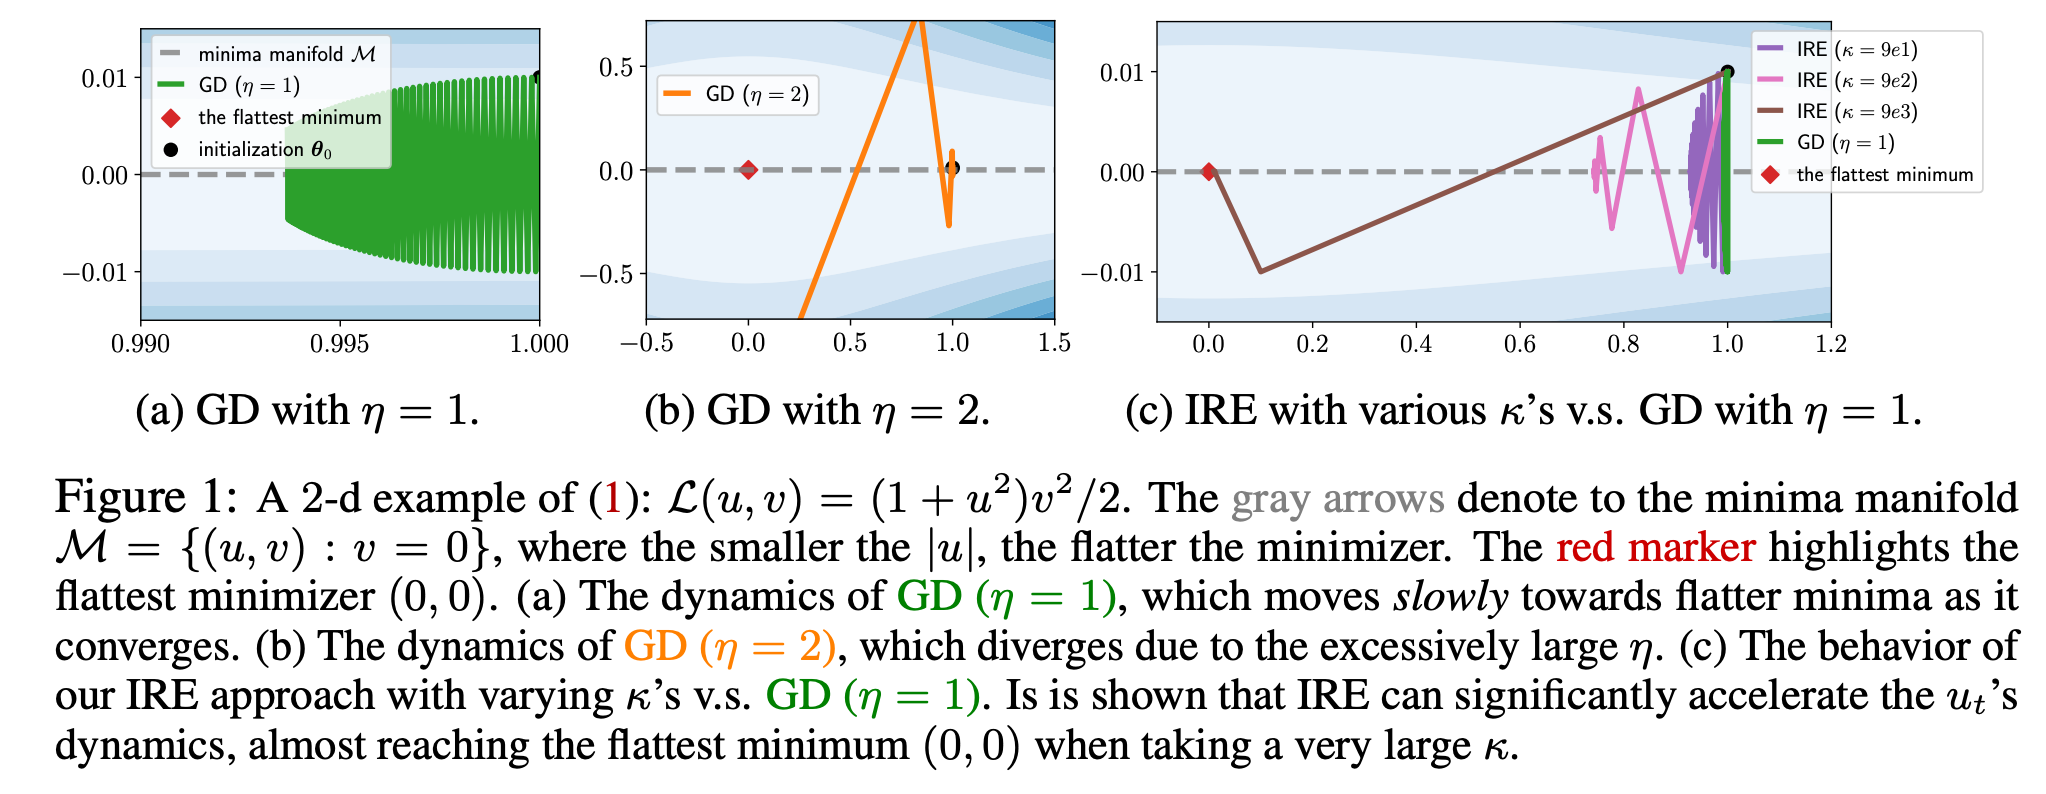 0.01
0.00
−0.01
0.990
0.995
1.000
minima manifold ℳ
GD (η = 1)
the flattest minimum
initialization θ₀
0.5
0.0
−0.5
−0.5
0.0
0.5
1.0
1.5
GD (η = 2)
0.01
0.00
−0.01
0.0
0.2
0.4
0.6
0.8
1.0
1.2
IRE (κ = 9e1)
IRE (κ = 9e2)
IRE (κ = 9e3)
GD (η = 1)
the flattest minimum
(a) GD with η = 1.
(b) GD with η = 2.
(c) IRE with various κ's v.s. GD with η = 1.
Figure 1: A 2-d example of (1): ℒ(u, v) = (1 + u²)v²/2. The gray arrows denote to the minima manifold
ℳ = {(u, v) : v = 0}, where the smaller the |u|, the flatter the minimizer. The red marker highlights the
flattest minimizer (0, 0). (a) The dynamics of GD (η = 1), which moves slowly towards flatter minima as it
converges. (b) The dynamics of GD (η = 2), which diverges due to the excessively large η. (c) The behavior of
our IRE approach with varying κ's v.s. GD (η = 1). Is is shown that IRE can significantly accelerate the uₜ's
dynamics, almost reaching the flattest minimum (0, 0) when taking a very large κ.